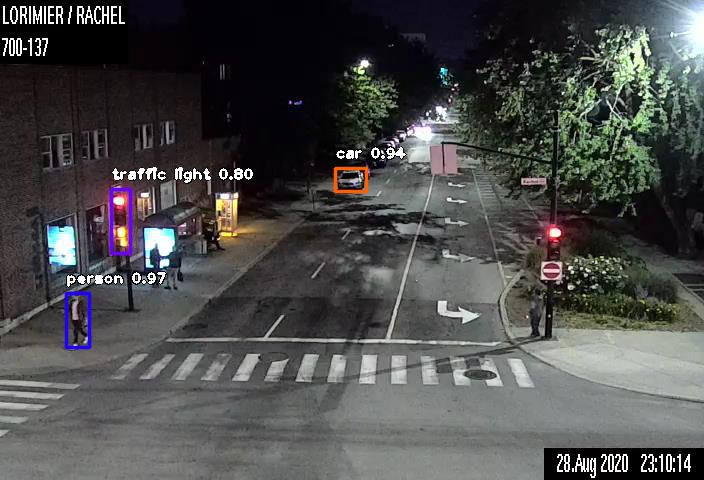 LORIMIER / RACHEL
700-137
car 0.94
traffic light 0.80
person 0.97
28.Aug 2020 23:10:14